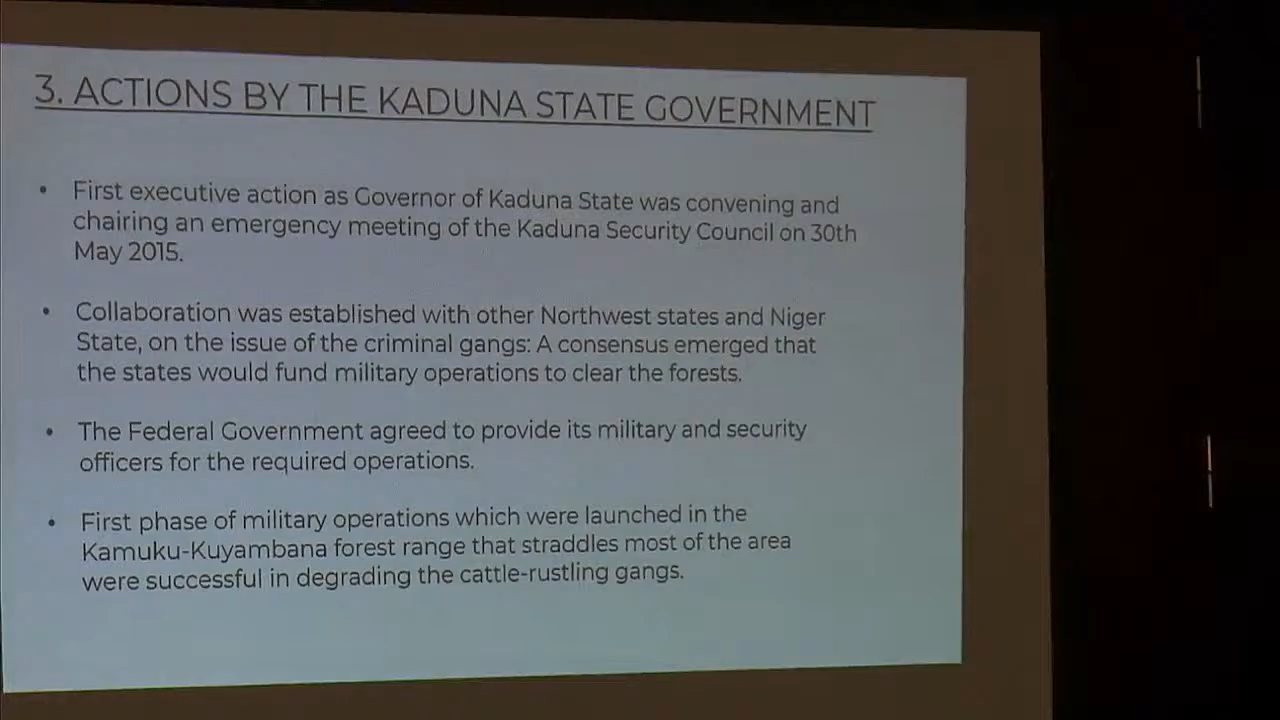 3. ACTIONS BY THE KADUNA STATE GOVERNMENT
• First executive action as Governor of Kaduna State was convening and
chairing an emergency meeting of the Kaduna Security Council on 30th
May 2015.
• Collaboration was established with other Northwest states and Niger
State, on the issue of the criminal gangs: A consensus emerged that
the states would fund military operations to clear the forests.
• The Federal Government agreed to provide its military and security
officers for the required operations.
• First phase of military operations which were launched in the
Kamuku-Kuyambana forest range that straddles most of the area
were successful in degrading the cattle-rustling gangs.